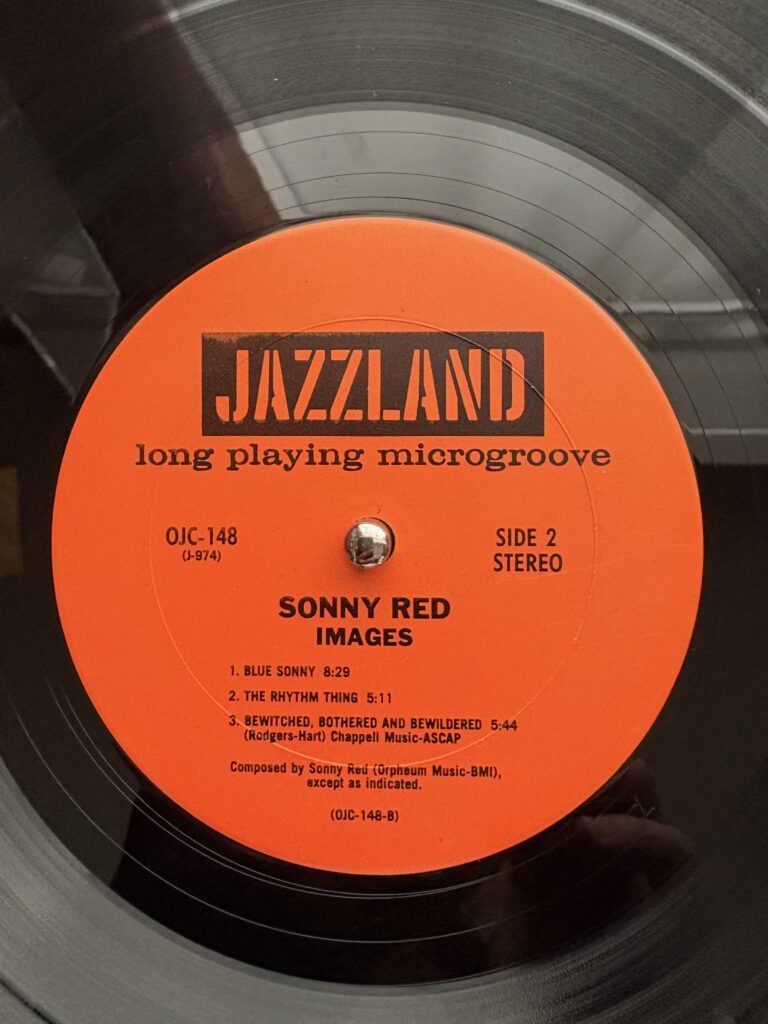 JAZZLAND
long playing microgroove
OJC-148
(J-974)
SIDE 2
STEREO
SONNY RED
IMAGES
1. BLUE SONNY 8:29
2. THE RHYTHM THING 5:11
3. BEWITCHED, BOTHERED AND BEWILDERED 5:44
(Rodgers-Hart) Chappell Music-ASCAP
Composed by Sonny Red (Orpheum Music-BMI),
except as indicated.
(OJC-148-B)